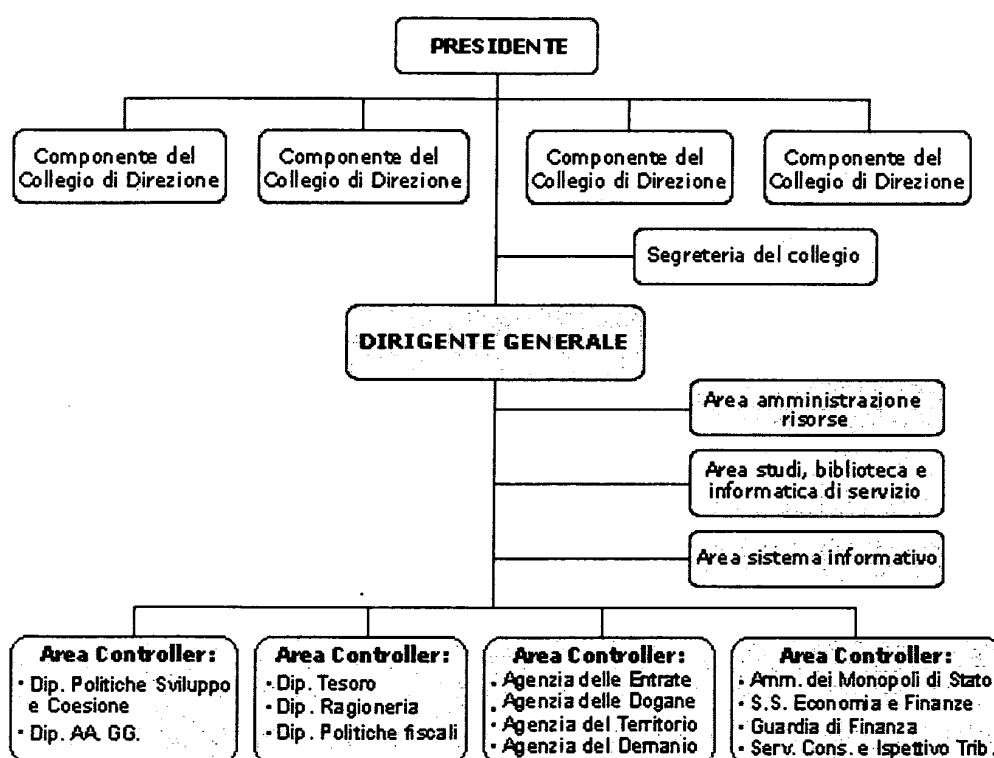 PRESIDENTE
Componente del
Collegio di Direzione
Componente del
Collegio di Direzione
Componente del
Collegio di Direzione
Componente del
Collegio di Direzione
Segreteria del collegio
DIRIGENTE GENERALE
Area amministrazione
risorse
Area studi, biblioteca e
informatica di servizio
Area sistema informativo
Area Controller:
• Dip. Politiche Sviluppo
e Coesione
• Dip. AA. GG.
Area Controller:
• Dip. Tesoro
• Dip. Ragioneria
• Dip. Politiche fiscali
Area Controller:
• Agenzia delle Entrate
• Agenzia delle Dogane
• Agenzia del Territorio
• Agenzia del Demanio
Area Controller:
• Amm. dei Monopoli di Stato
• S.S. Economia e Finanze
• Guardia di Finanza
• Serv. Cons. e Ispettivo Trib.